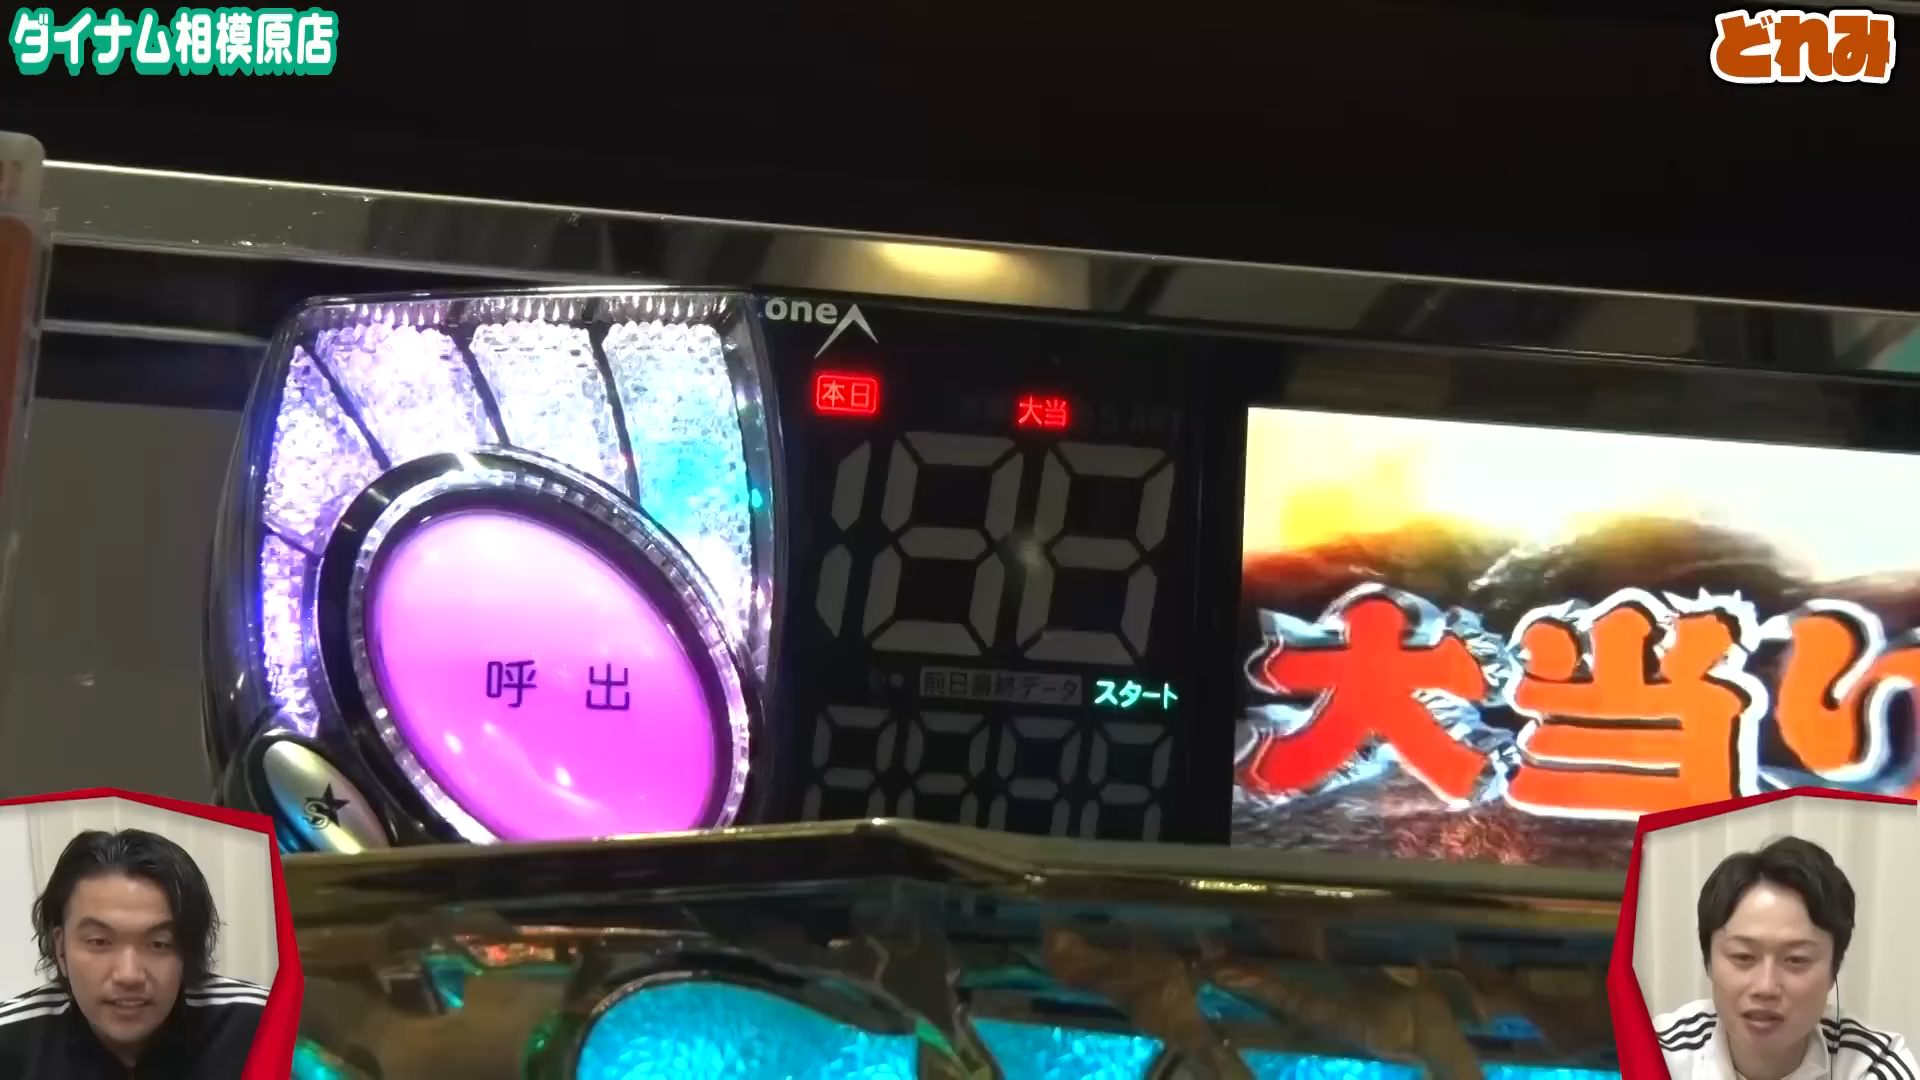 ダイナム相模原店
どれみ
one
本日
大当
大当り
呼出
前日最終データ
スタート
S